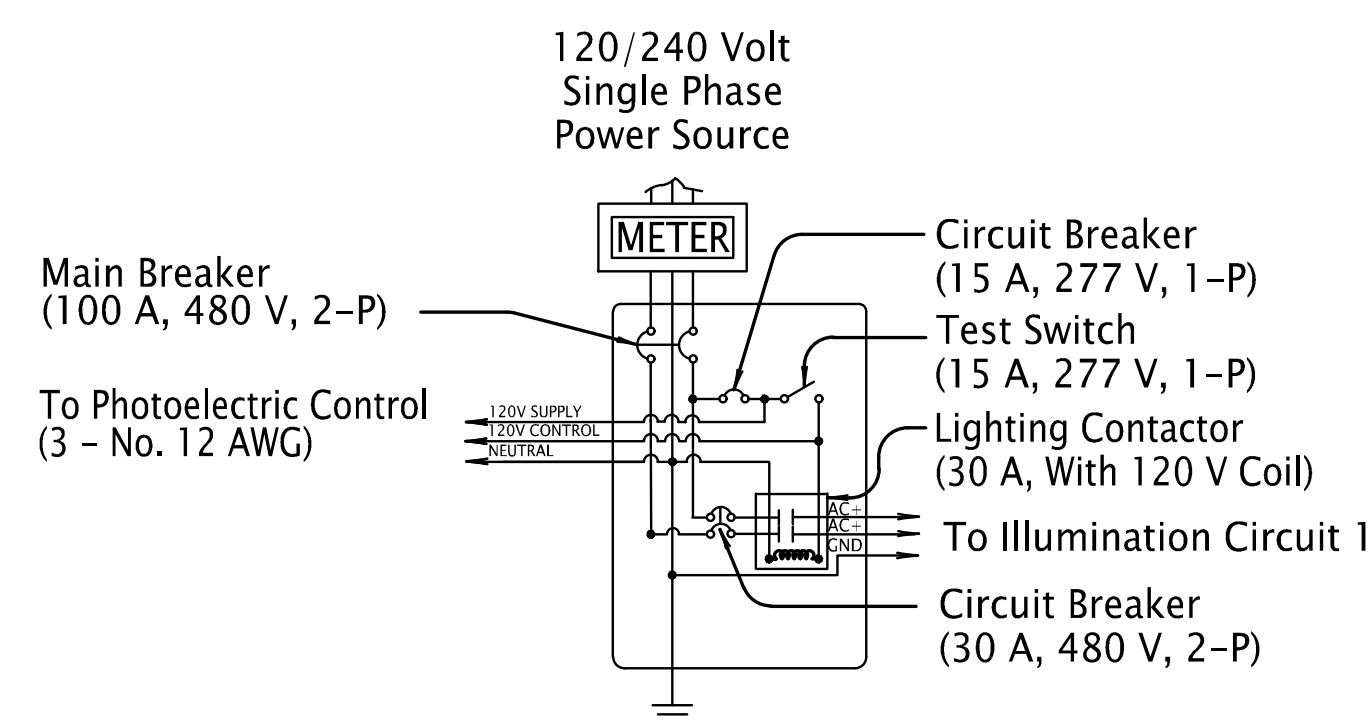 120/240 Volt
Single Phase
Power Source
METER
Main Breaker
(100 A, 480 V, 2-P)
Circuit Breaker
(15 A, 277 V, 1-P)
Test Switch
(15 A, 277 V, 1-P)
To Photoelectric Control
(3 - No. 12 AWG)
120V SUPPLY
120V CONTROL
NEUTRAL
Lighting Contactor
(30 A, With 120 V Coil)
AC+
AC+
GND
To Illumination Circuit 1
Circuit Breaker
(30 A, 480 V, 2-P)